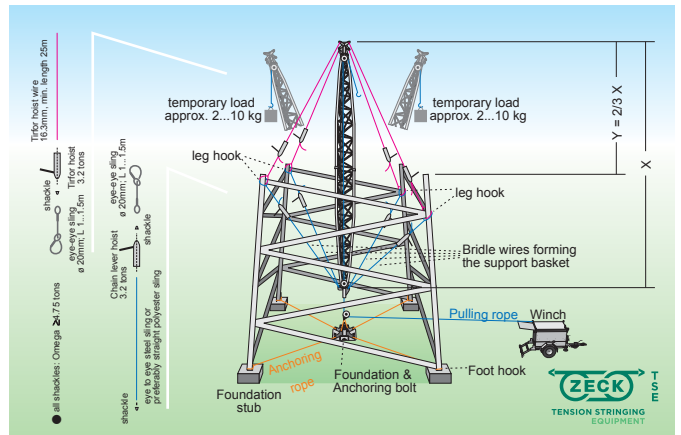 Tirfor hoist wire
16.3mm, min. length 25m
shackle
Tirfor hoist
3.2 tons
eye-eye sling
ø 20mm; L 1...1.5m
● all shackles: Omega ≥4.75 tons
eye-eye sling
ø 20mm; L 1...1.5m
shackle
Chain lever hoist
3.2 tons
eye to eye steel sling or
preferably straight polyester sling
shackle
temporary load
approx. 2...10 kg
temporary load
approx. 2...10 kg
Y = 2/3 X
X
leg hook
leg hook
Bridle wires forming
the support basket
Pulling rope
Winch
Anchoring
rope
Foundation &
Anchoring bolt
Foot hook
Foundation
stub
ZECK
TSE
TENSION STRINGING
EQUIPMENT